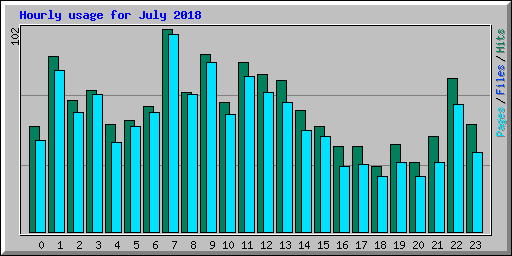 Hourly usage for July 2018
102
Pages/Files/Hits
0 1 2 3 4 5 6 7 8 9 10 11 12 13 14 15 16 17 18 19 20 21 22 23